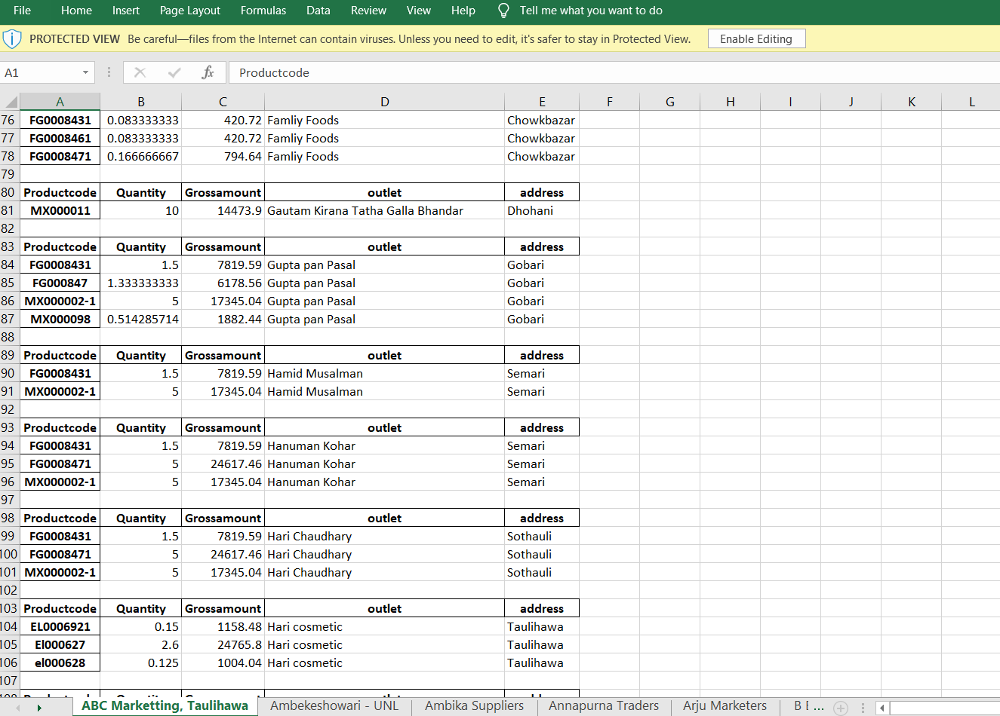 File Home Insert Page Layout Formulas Data Review View Help Tell me what you want to do
PROTECTED VIEW Be careful—files from the Internet can contain viruses. Unless you need to edit, it's safer to stay in Protected View. Enable Editing
A1 fx Productcode
A B C D E F G H I J K L
76 FG0008431 0.083333333 420.72 Famliy Foods Chowkbazar
77 FG0008461 0.083333333 420.72 Famliy Foods Chowkbazar
78 FG0008471 0.166666667 794.64 Famliy Foods Chowkbazar
79
80 Productcode Quantity Grossamount outlet address
81 MX000011 10 14473.9 Gautam Kirana Tatha Galla Bhandar Dhohani
82
83 Productcode Quantity Grossamount outlet address
84 FG0008431 1.5 7819.59 Gupta pan Pasal Gobari
85 FG000847 1.333333333 6178.56 Gupta pan Pasal Gobari
86 MX000002-1 5 17345.04 Gupta pan Pasal Gobari
87 MX000098 0.514285714 1882.44 Gupta pan Pasal Gobari
88
89 Productcode Quantity Grossamount outlet address
90 FG0008431 1.5 7819.59 Hamid Musalman Semari
91 MX000002-1 5 17345.04 Hamid Musalman Semari
92
93 Productcode Quantity Grossamount outlet address
94 FG0008431 1.5 7819.59 Hanuman Kohar Semari
95 FG0008471 5 24617.46 Hanuman Kohar Semari
96 MX000002-1 5 17345.04 Hanuman Kohar Semari
97
98 Productcode Quantity Grossamount outlet address
99 FG0008431 1.5 7819.59 Hari Chaudhary Sothauli
100 FG0008471 5 24617.46 Hari Chaudhary Sothauli
101 MX000002-1 5 17345.04 Hari Chaudhary Sothauli
102
103 Productcode Quantity Grossamount outlet address
104 EL0006921 0.15 1158.48 Hari cosmetic Taulihawa
105 El000627 2.6 24765.8 Hari cosmetic Taulihawa
106 el000628 0.125 1004.04 Hari cosmetic Taulihawa
107
ABC Marketting, Taulihawa Ambekeshowari - UNL Ambika Suppliers Annapurna Traders Arju Marketers B E ...